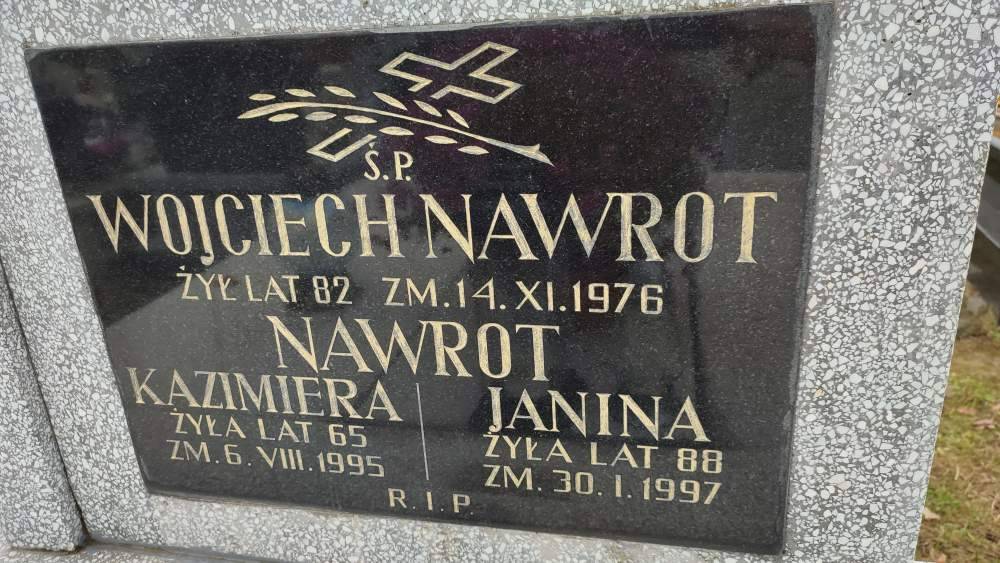 Ś.P.
WOJCIECH NAWROT
ŻYŁ LAT 82 ZM. 14. XI. 1976
NAWROT
KAZIMIERA
ŻYŁA LAT 65
ZM. 6. VIII. 1995
JANINA
ŻYŁA LAT 88
ZM. 30. I. 1997
R. I. P.